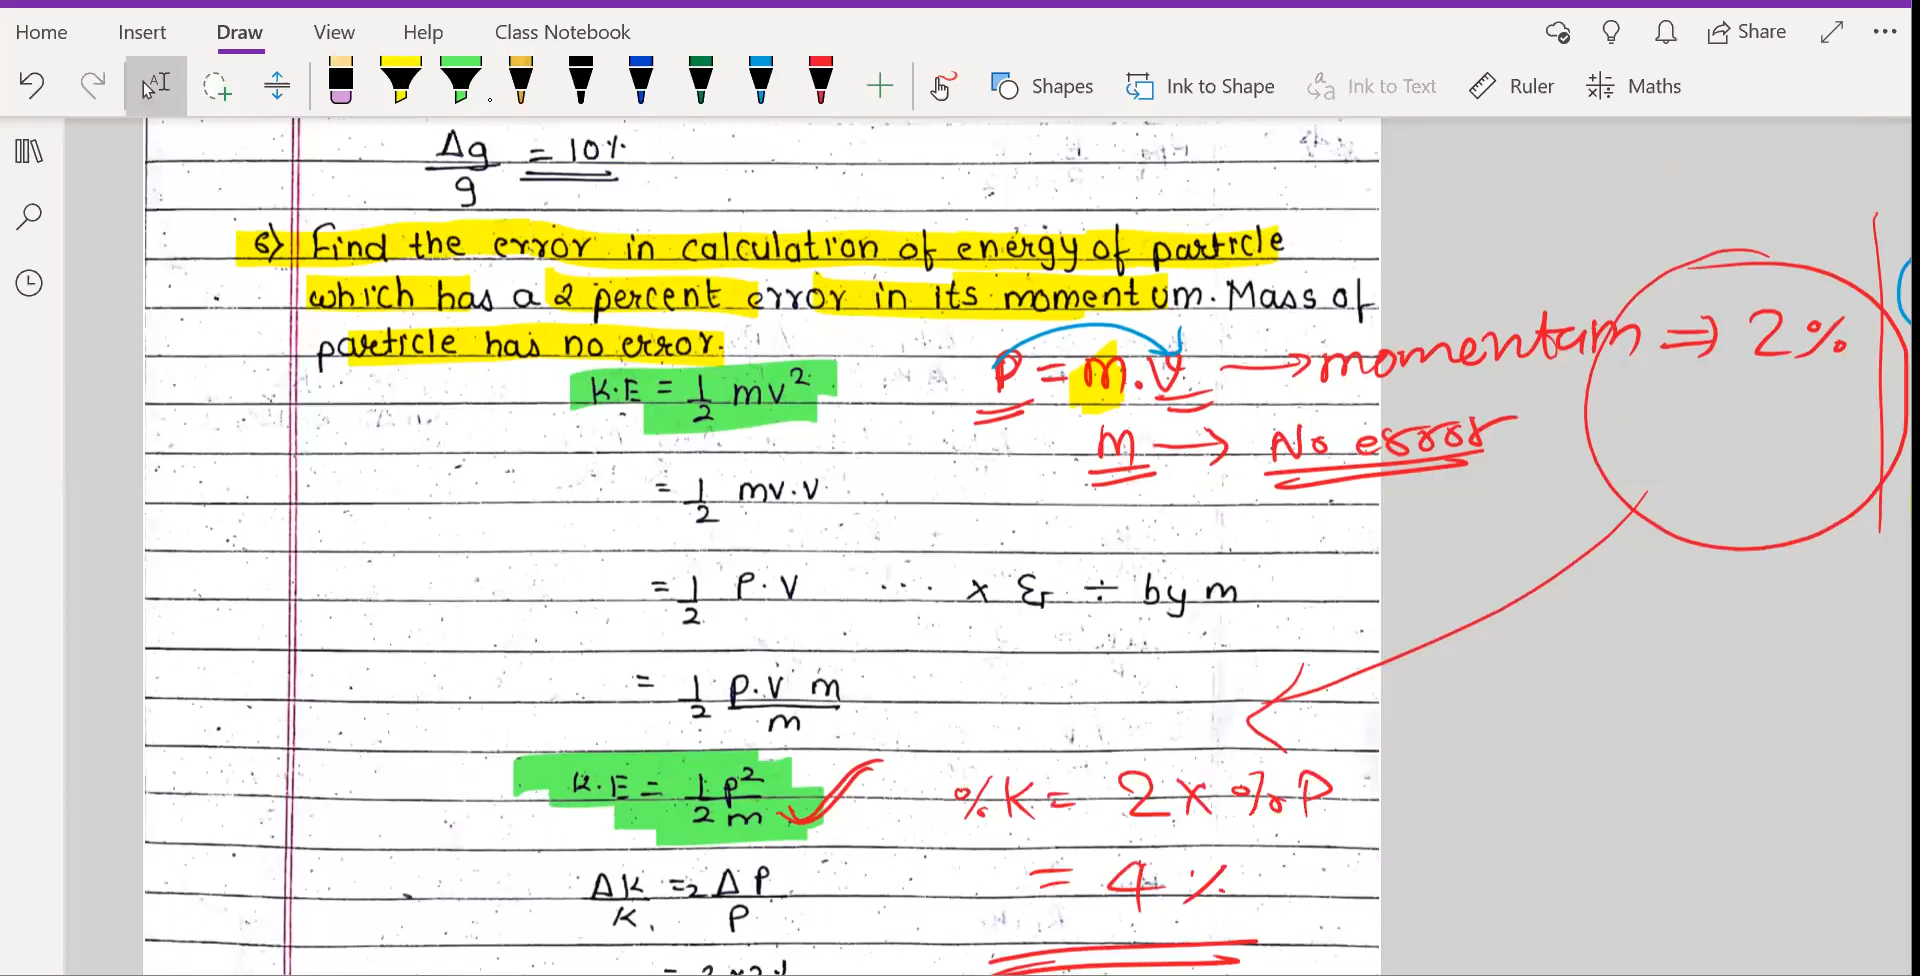 Home Insert Draw View Help Class Notebook Share
Shapes Ink to Shape Ink to Text Ruler Maths
Δg/g = 10%
6) Find the error in calculation of energy of particle
which has a 2 percent error in its momentum. Mass of
particle has no error.
P = m.v → momentum ⇒ 2%
K.E = 1/2 mv²
m → No error
= 1/2 mv.v
= 1/2 P.V .... x & ÷ by m
= 1/2 P.V m/m
K.E = 1/2 p²/m
%K = 2 x % P
ΔK/K = 2 ΔP/P
= 4 %